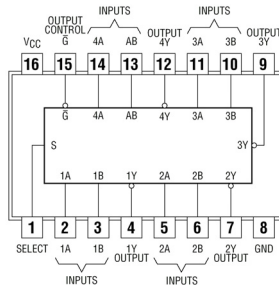 INPUTS INPUTS
OUTPUT CONTROL OUTPUT OUTPUT
VCC G̅ 4A AB 4Y 3A 3B 3Y
16 15 14 13 12 11 10 9
G̅ 4A AB 4Y 3A 3B
3Y
S
1A 1B 1Y 2A 2B 2Y
1 2 3 4 5 6 7 8
SELECT 1A 1B 1Y 2A 2B 2Y GND
OUTPUT OUTPUT
INPUTS INPUTS